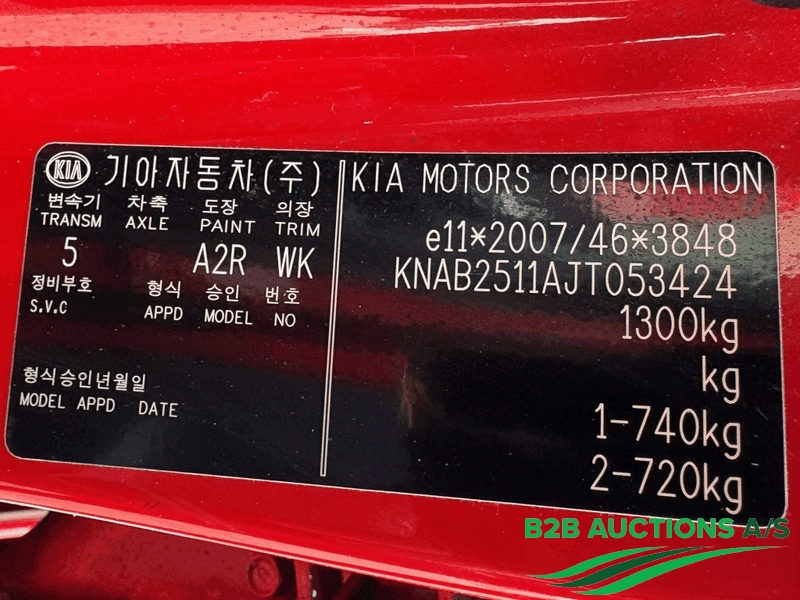 KIA 기아자동차(주)
변속기 차축 도장 의장
TRANSM AXLE PAINT TRIM
5 A2R WK
정비부호 형식 승인 번호
S.V.C APPD MODEL NO
형식승인년월일
MODEL APPD DATE
KIA MOTORS CORPORATION
e11*2007/46*3848
KNAB2511AJT053424
1300kg
kg
1-740kg
2-720kg
B2B AUCTIONS A/S